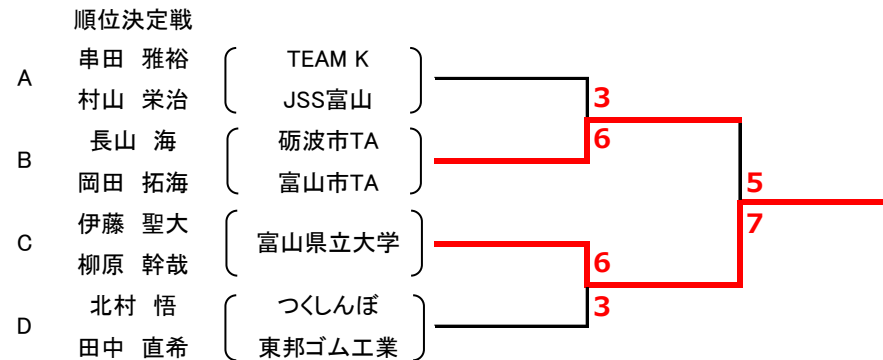 順位決定戦
A
串田　雅裕 TEAM K
村山　栄治 JSS富山
3
B
長山　海 砺波市TA
6
岡田　拓海 富山市TA
5
C
伊藤　聖大 富山県立大学
7
柳原　幹哉
6
D
北村　悟 つくしんぼ
3
田中　直希 東邦ゴム工業